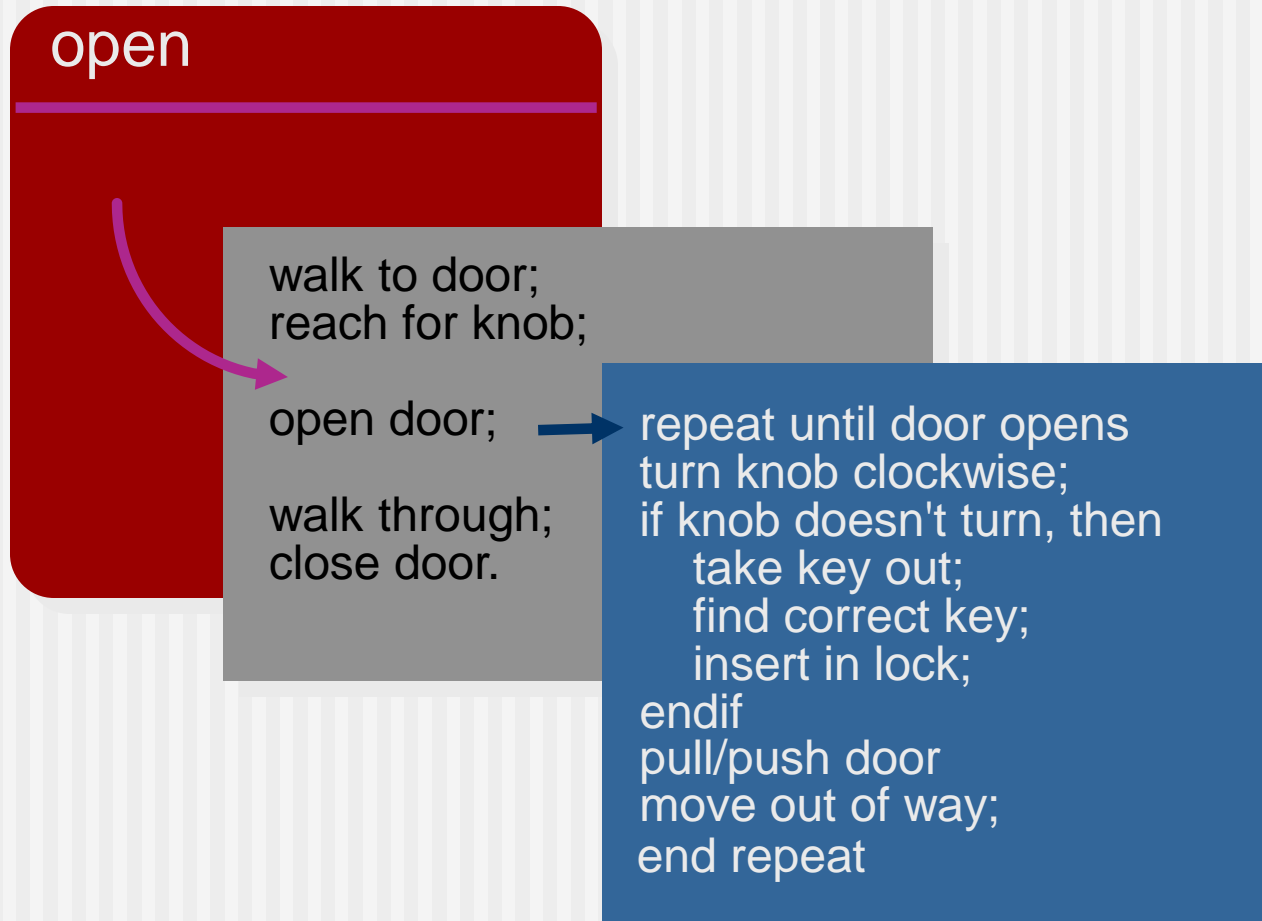 open
walk to door;
reach for knob;
open door;
walk through;
close door.
repeat until door opens
turn knob clockwise;
if knob doesn't turn, then
take key out;
find correct key;
insert in lock;
endif
pull/push door
move out of way;
end repeat